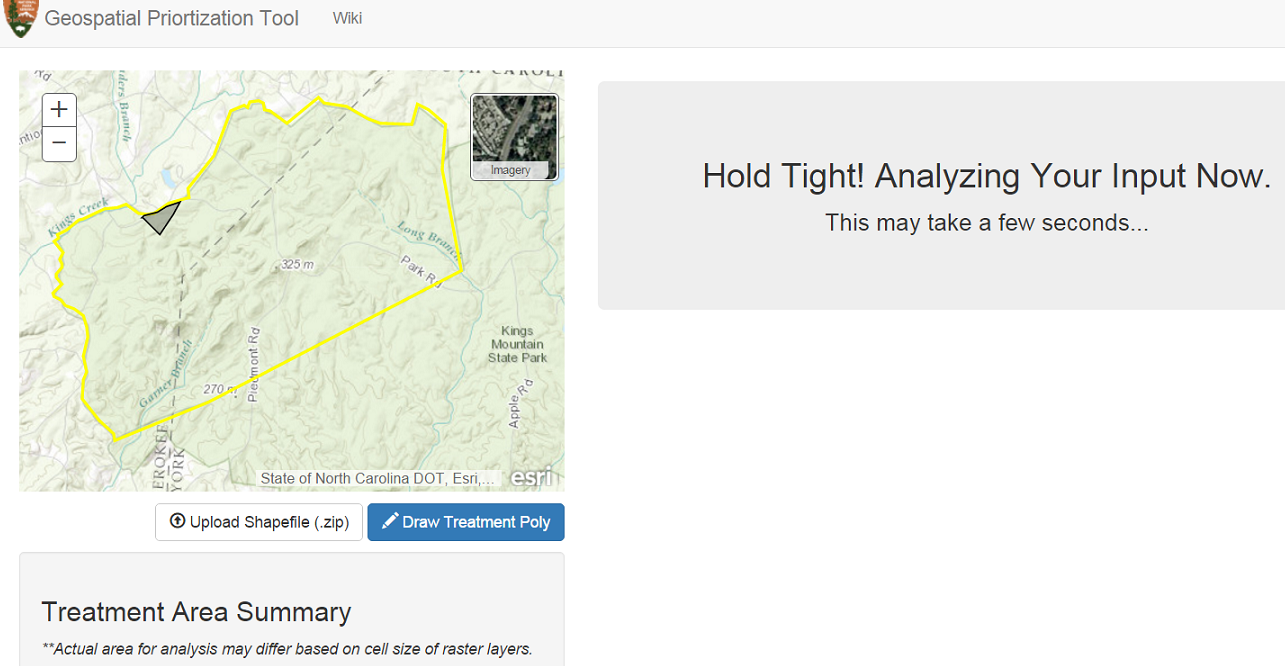 Geospatial Priortization Tool
Wiki
+
−
Imagery
Kings Creek
Long Branch
Park Rd
325 m
Kings
Mountain
State Park
Garner Branch
Piedmont Rd
270 m
Apple Rd
YORK
State of North Carolina DOT, Esri,...
esri
Upload Shapefile (.zip)
Draw Treatment Poly
Treatment Area Summary
**Actual area for analysis may differ based on cell size of raster layers.
Hold Tight! Analyzing Your Input Now.
This may take a few seconds...